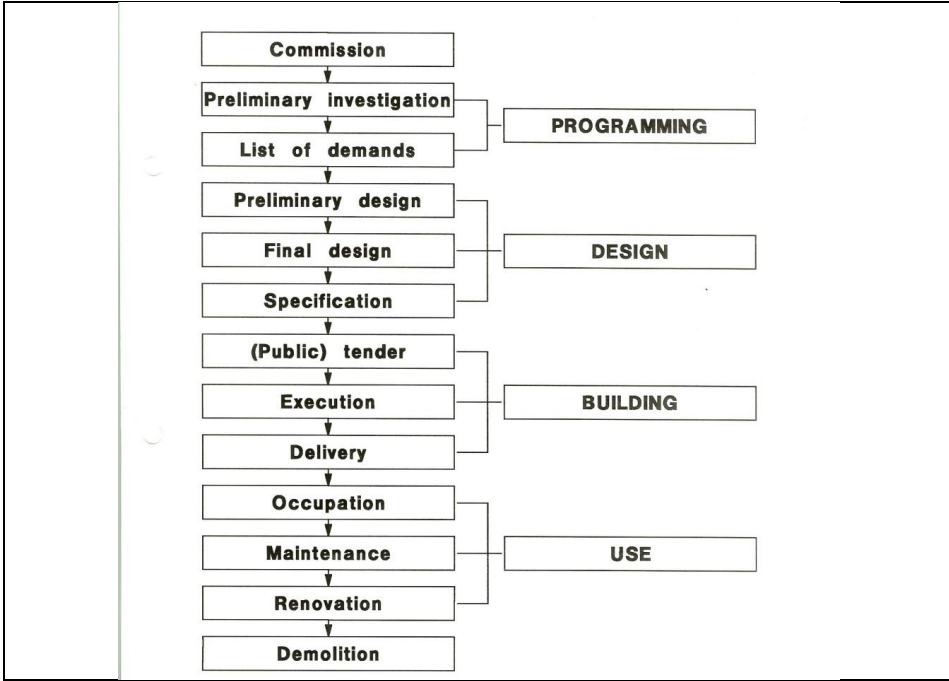 Commission
Preliminary investigation
PROGRAMMING
List of demands
Preliminary design
Final design
DESIGN
Specification
(Public) tender
Execution
BUILDING
Delivery
Occupation
Maintenance
USE
Renovation
Demolition